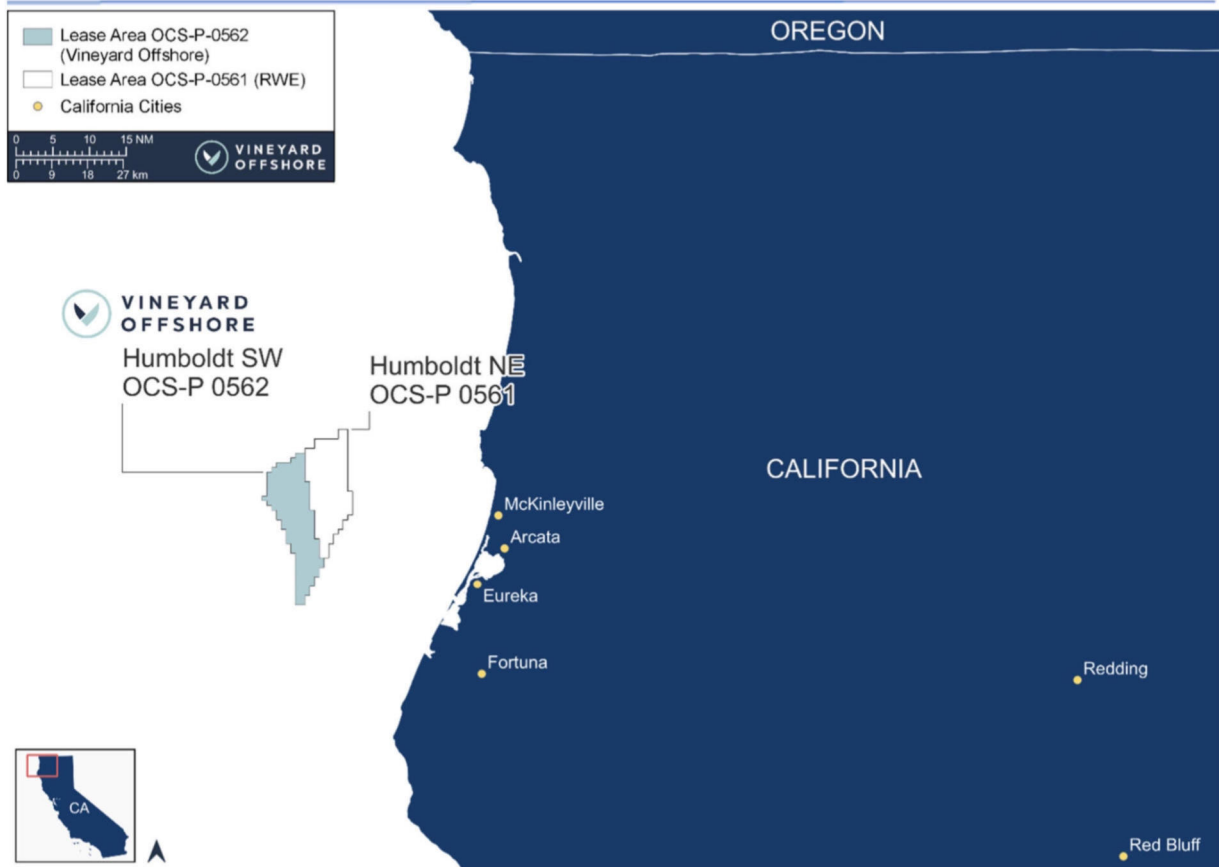 Lease Area OCS-P-0562
(Vineyard Offshore)
Lease Area OCS-P-0561 (RWE)
California Cities
0 5 10 15 NM
0 9 18 27 km
VINEYARD
OFFSHORE
OREGON
VINEYARD
OFFSHORE
Humboldt SW
OCS-P 0562
Humboldt NE
OCS-P 0561
CALIFORNIA
McKinleyville
Arcata
Eureka
Fortuna
Redding
Red Bluff
CA